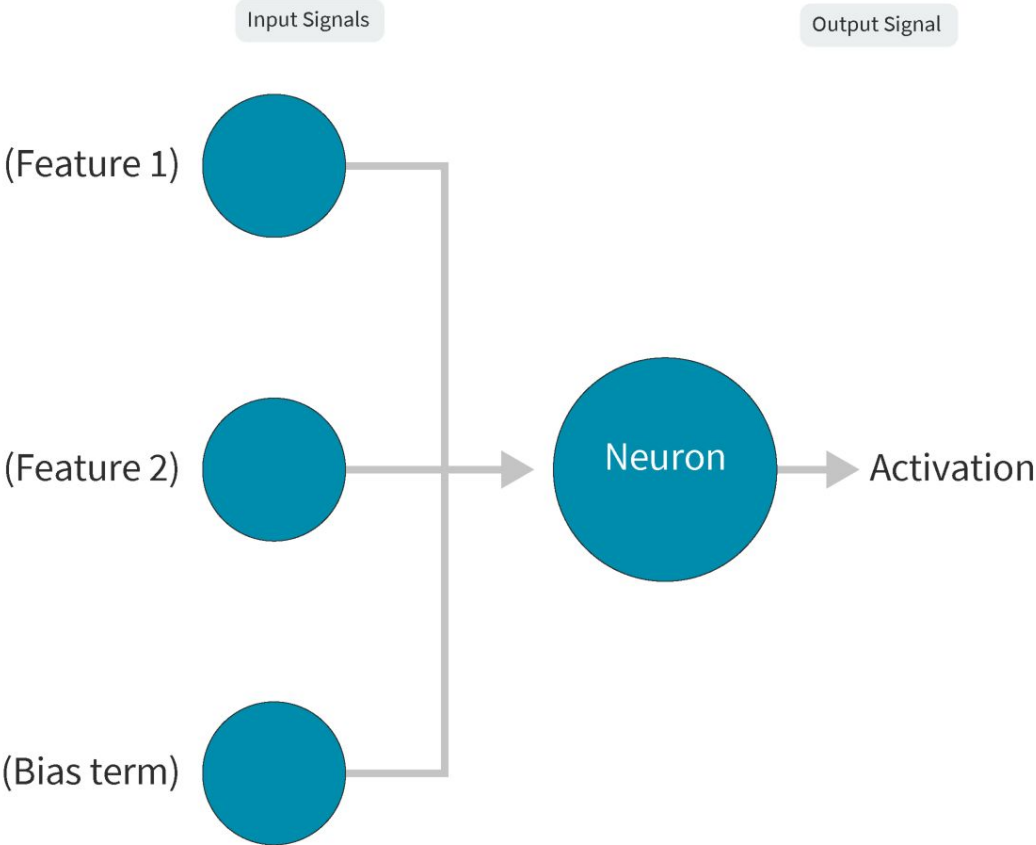 Input Signals
Output Signal
(Feature 1)
(Feature 2)
Neuron
Activation
(Bias term)